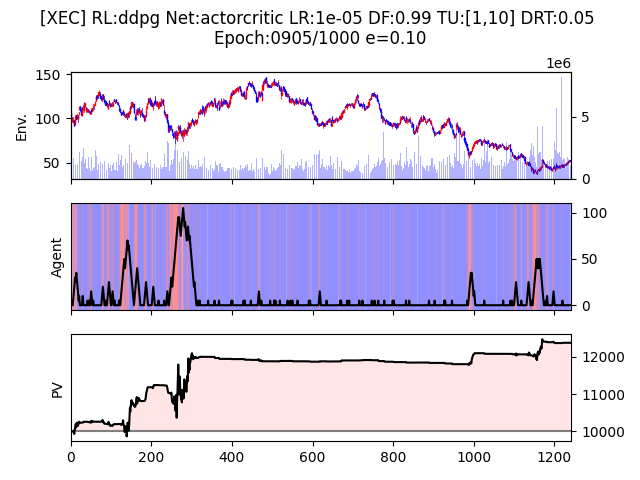 [XEC] RL:ddpg Net:actorcritic LR:1e-05 DF:0.99 TU:[1,10] DRT:0.05
Epoch:0905/1000 e=0.10
1e6
150
100
50
Env.
5
0
Agent
100
50
0
PV
12000
11000
10000
0 200 400 600 800 1000 1200